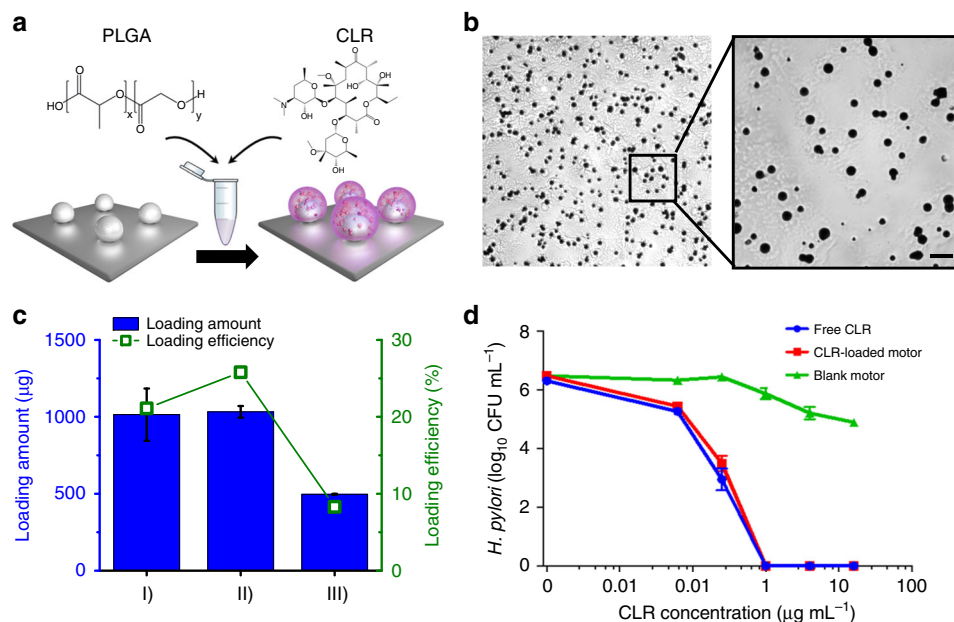 a
PLGA
CLR
HO
O
O
x
O
O
H
y
O
HO
OH
OH
O
N
OH
O
O
O
O
O
O
O
OH
b
c
Loading amount
Loading efficiency
1500
1000
500
0
Loading amount (µg)
30
20
10
0
Loading efficiency (%)
I)
II)
III)
d
Free CLR
CLR-loaded motor
Blank motor
8
6
4
2
0
H. pylori (log₁₀ CFU mL⁻¹)
0
0.01
0.01
1
10
100
CLR concentration (µg mL⁻¹)